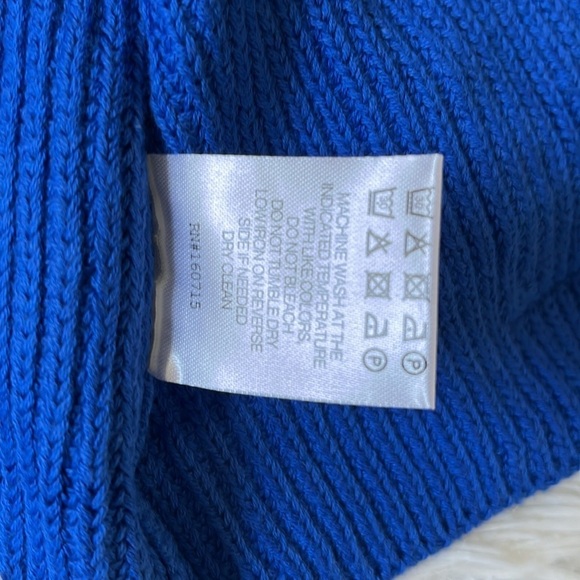 MACHINE WASH AT THE
INDICATED TEMPERATURE
WITH LIKE COLORS
DO NOT BLEACH
DO NOT TUMBLE DRY
LOW IRON ON REVERSE
SIDE IF NEEDED
DRY CLEAN
RN#160715